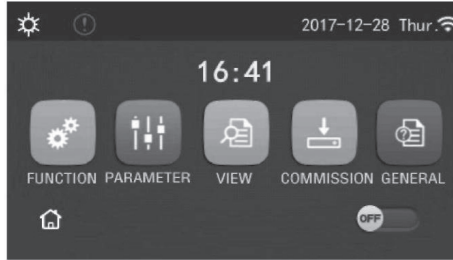 2017-12-28 Thur.
16:41
FUNCTION PARAMETER VIEW COMMISSION GENERAL
OFF